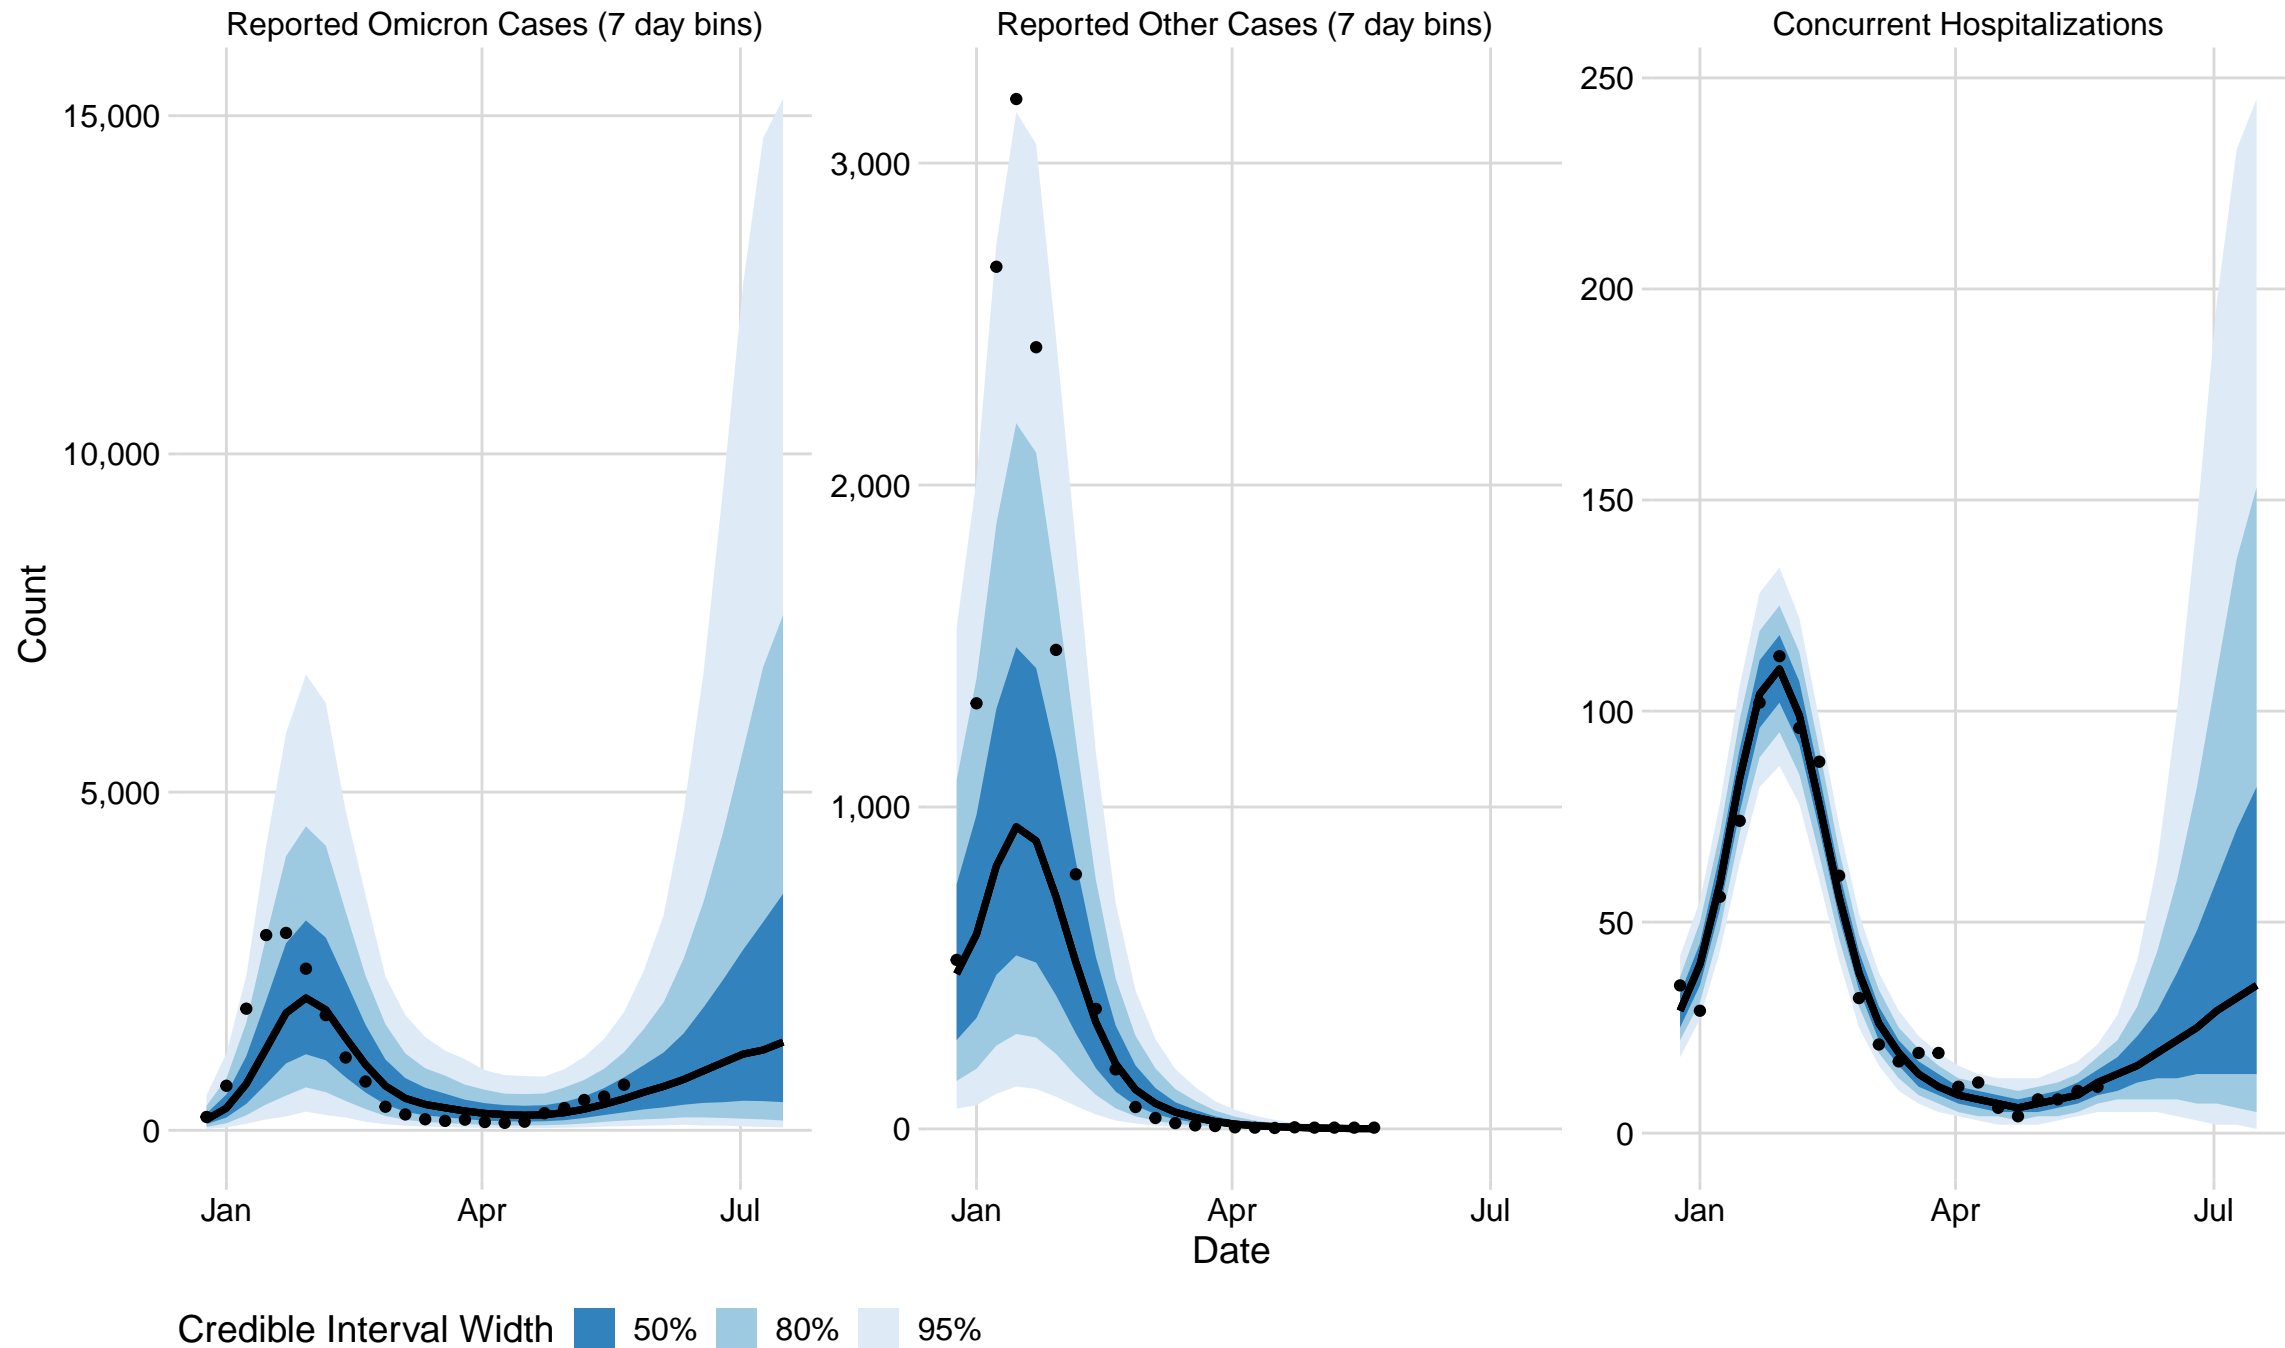 Reported Omicron Cases (7 day bins)
Reported Other Cases (7 day bins)
Concurrent Hospitalizations
Count
15,000
10,000
5,000
0
Jan
Apr
Jul
3,000
2,000
1,000
0
Jan
Apr
Jul
250
200
150
100
50
0
Jan
Apr
Jul
Date
Credible Interval Width 50% 80% 95%